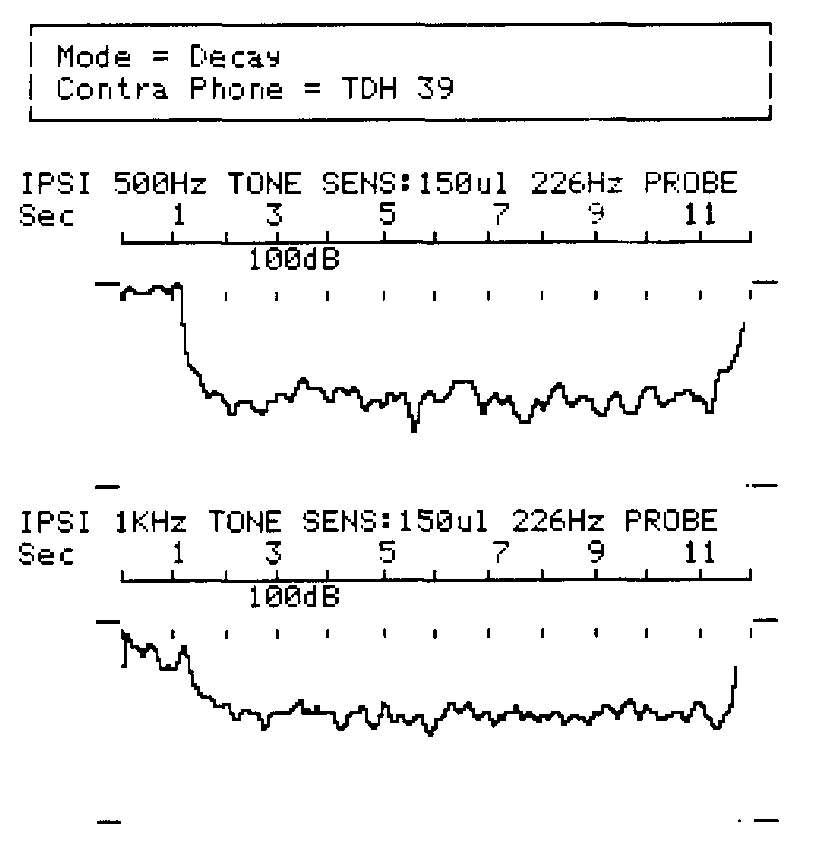 Mode = Decay
Contra Phone = TDH 39
IPSI 500Hz TONE SENS:150ul 226Hz PROBE
Sec 1 3 5 7 9 11
100dB
IPSI 1KHz TONE SENS:150ul 226Hz PROBE
Sec 1 3 5 7 9 11
100dB